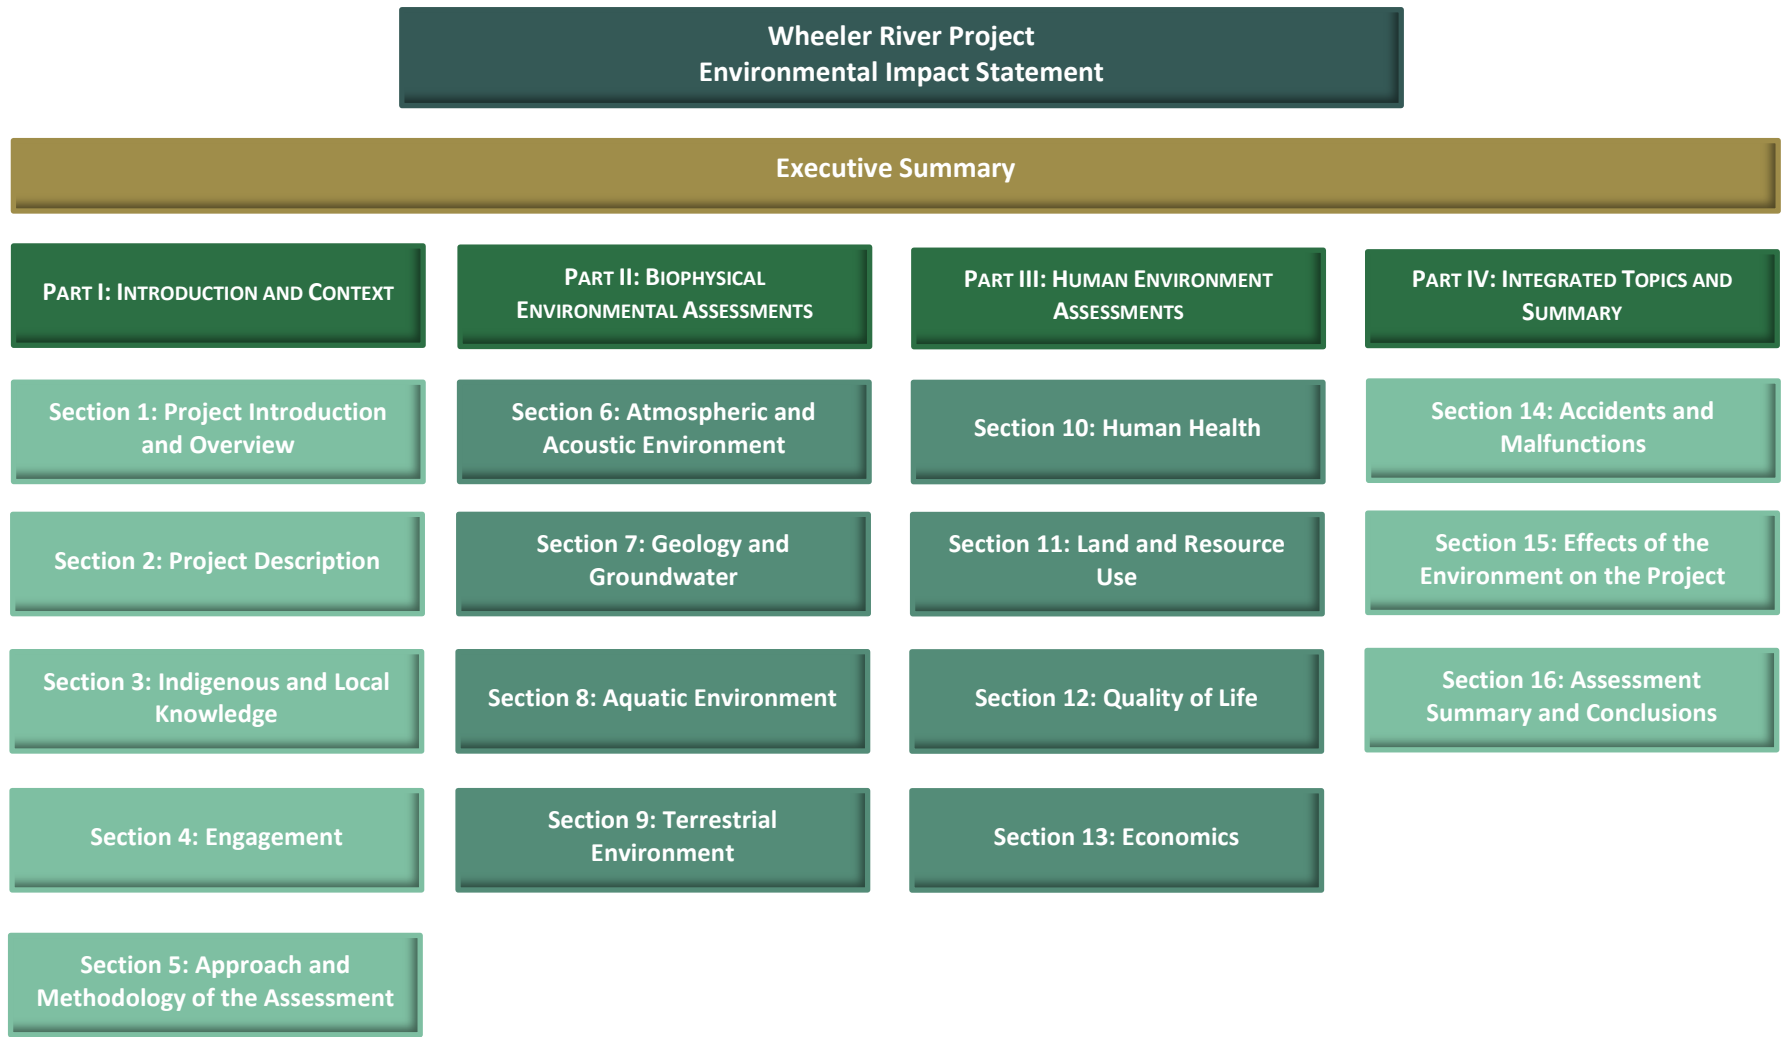 Wheeler River Project
Environmental Impact Statement
Executive Summary
PART I: INTRODUCTION AND CONTEXT
Section 1: Project Introduction
and Overview
Section 2: Project Description
Section 3: Indigenous and Local
Knowledge
Section 4: Engagement
Section 5: Approach and
Methodology of the Assessment
PART II: BIOPHYSICAL
ENVIRONMENTAL ASSESSMENTS
Section 6: Atmospheric and
Acoustic Environment
Section 7: Geology and
Groundwater
Section 8: Aquatic Environment
Section 9: Terrestrial
Environment
PART III: HUMAN ENVIRONMENT
ASSESSMENTS
Section 10: Human Health
Section 11: Land and Resource
Use
Section 12: Quality of Life
Section 13: Economics
PART IV: INTEGRATED TOPICS AND
SUMMARY
Section 14: Accidents and
Malfunctions
Section 15: Effects of the
Environment on the Project
Section 16: Assessment
Summary and Conclusions